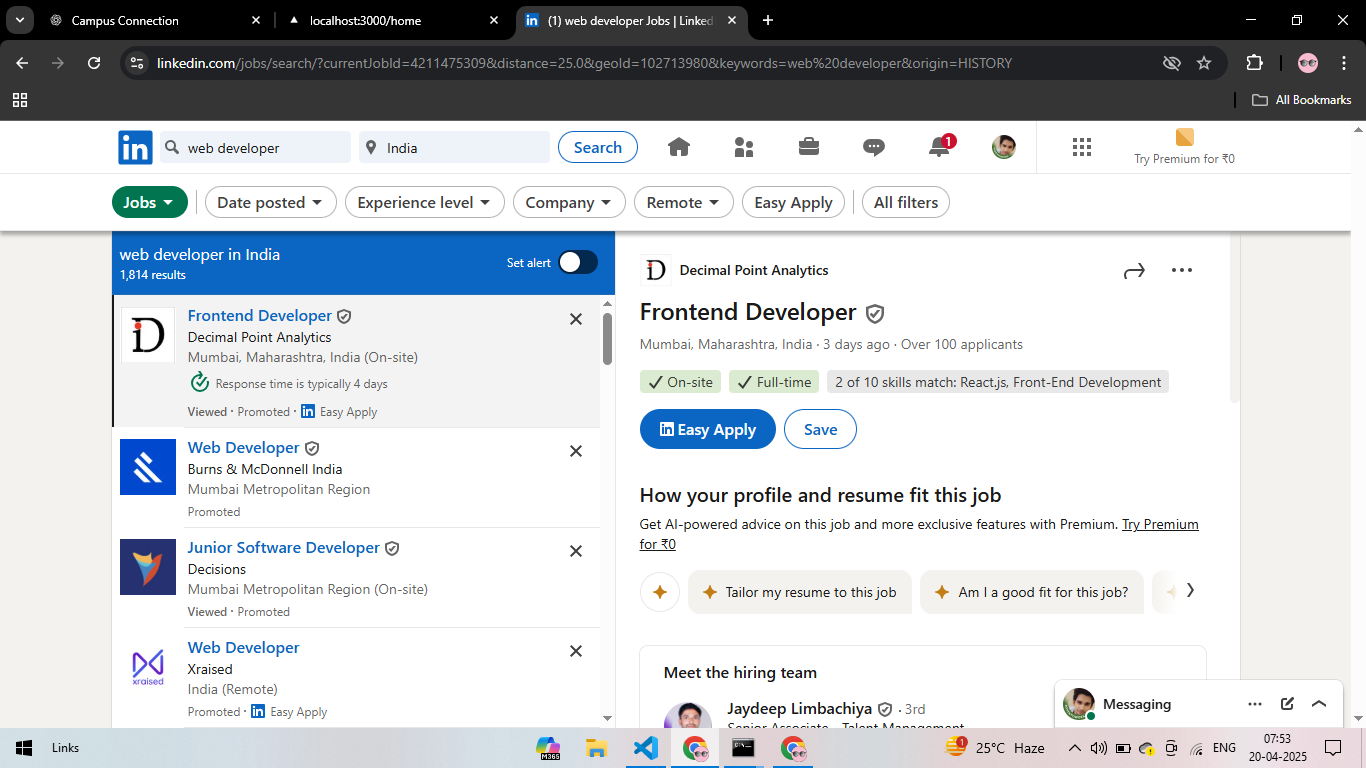 Campus Connection
localhost:3000/home
(1) web developer Jobs | Linked
linkedin.com/jobs/search/?currentJobId=4211475309&distance=25.0&geoId=102713980&keywords=web%20developer&origin=HISTORY
All Bookmarks
in
web developer
India
Search
1
Try Premium for ₹0
Jobs
Date posted
Experience level
Company
Remote
Easy Apply
All filters
web developer in India
1,814 results
Set alert
Frontend Developer
Decimal Point Analytics
Mumbai, Maharashtra, India (On-site)
Response time is typically 4 days
Viewed · Promoted · in Easy Apply
Web Developer
Burns & McDonnell India
Mumbai Metropolitan Region
Promoted
Junior Software Developer
Decisions
Mumbai Metropolitan Region (On-site)
Viewed · Promoted
xraised
Web Developer
Xraised
India (Remote)
Promoted · in Easy Apply
Decimal Point Analytics
Frontend Developer
Mumbai, Maharashtra, India · 3 days ago · Over 100 applicants
On-site
Full-time
2 of 10 skills match: React.js, Front-End Development
in Easy Apply
Save
How your profile and resume fit this job
Get AI-powered advice on this job and more exclusive features with Premium. Try Premium
for ₹0
Tailor my resume to this job
Am I a good fit for this job?
Meet the hiring team
Jaydeep Limbachiya · 3rd
Senior Associate - Talent Management
Messaging
Links
M365
1
25°C Haze
ENG
07:53
20-04-2025